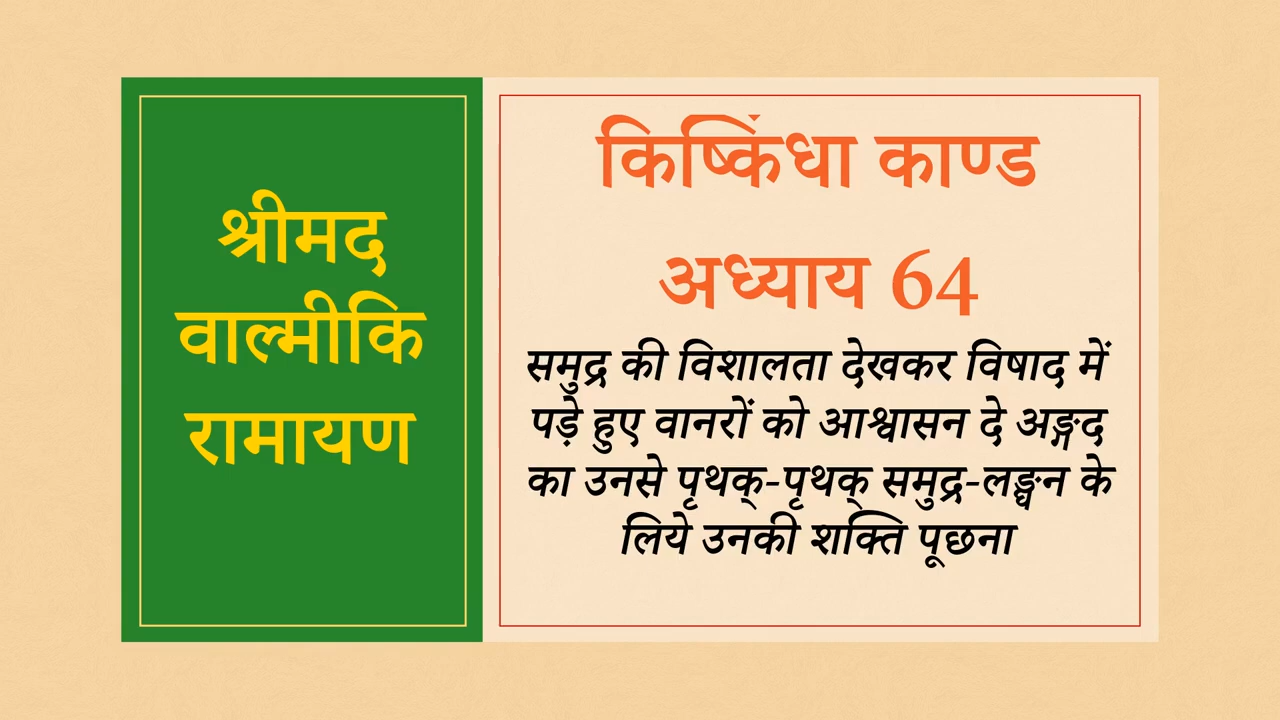 श्रीमद
वाल्मीकि
रामायण
किष्किंधा काण्ड
अध्याय 64
समुद्र की विशालता देखकर विषाद में
पड़े हुए वानरों को आश्वासन दे अङ्गद
का उनसे पृथक्-पृथक् समुद्र-लङ्घन के
लिये उनकी शक्ति पूछना